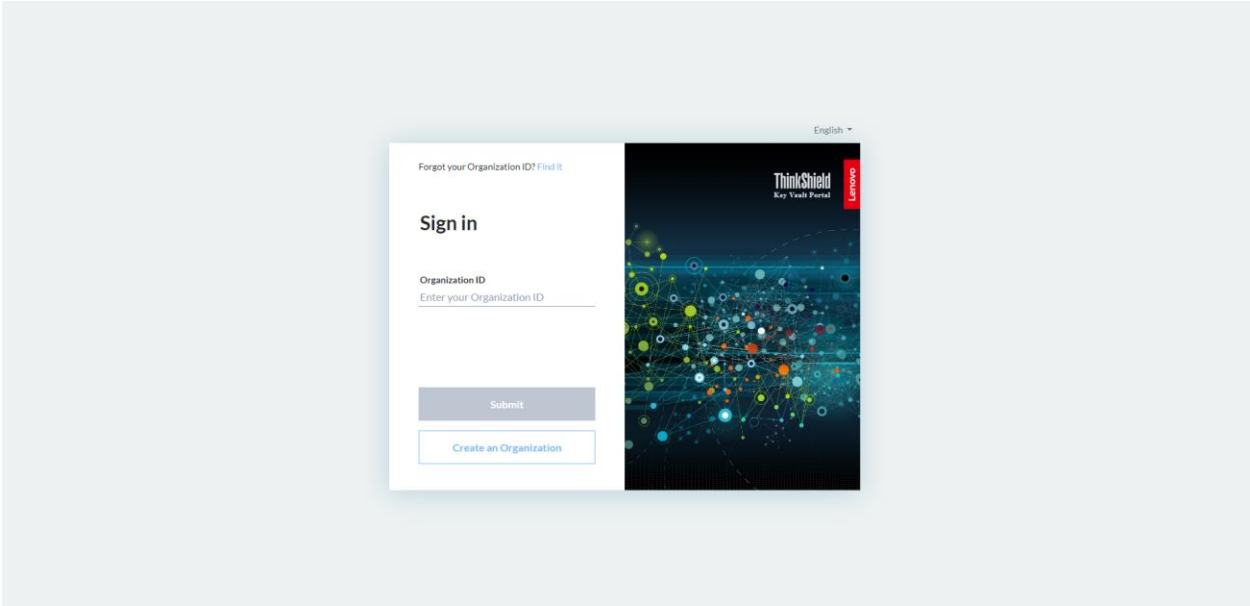 English
Forgot your Organization ID? Find it
ThinkShield
Key Vault Portal
Lenovo
Sign in
Organization ID
Enter your Organization ID
Submit
Create an Organization